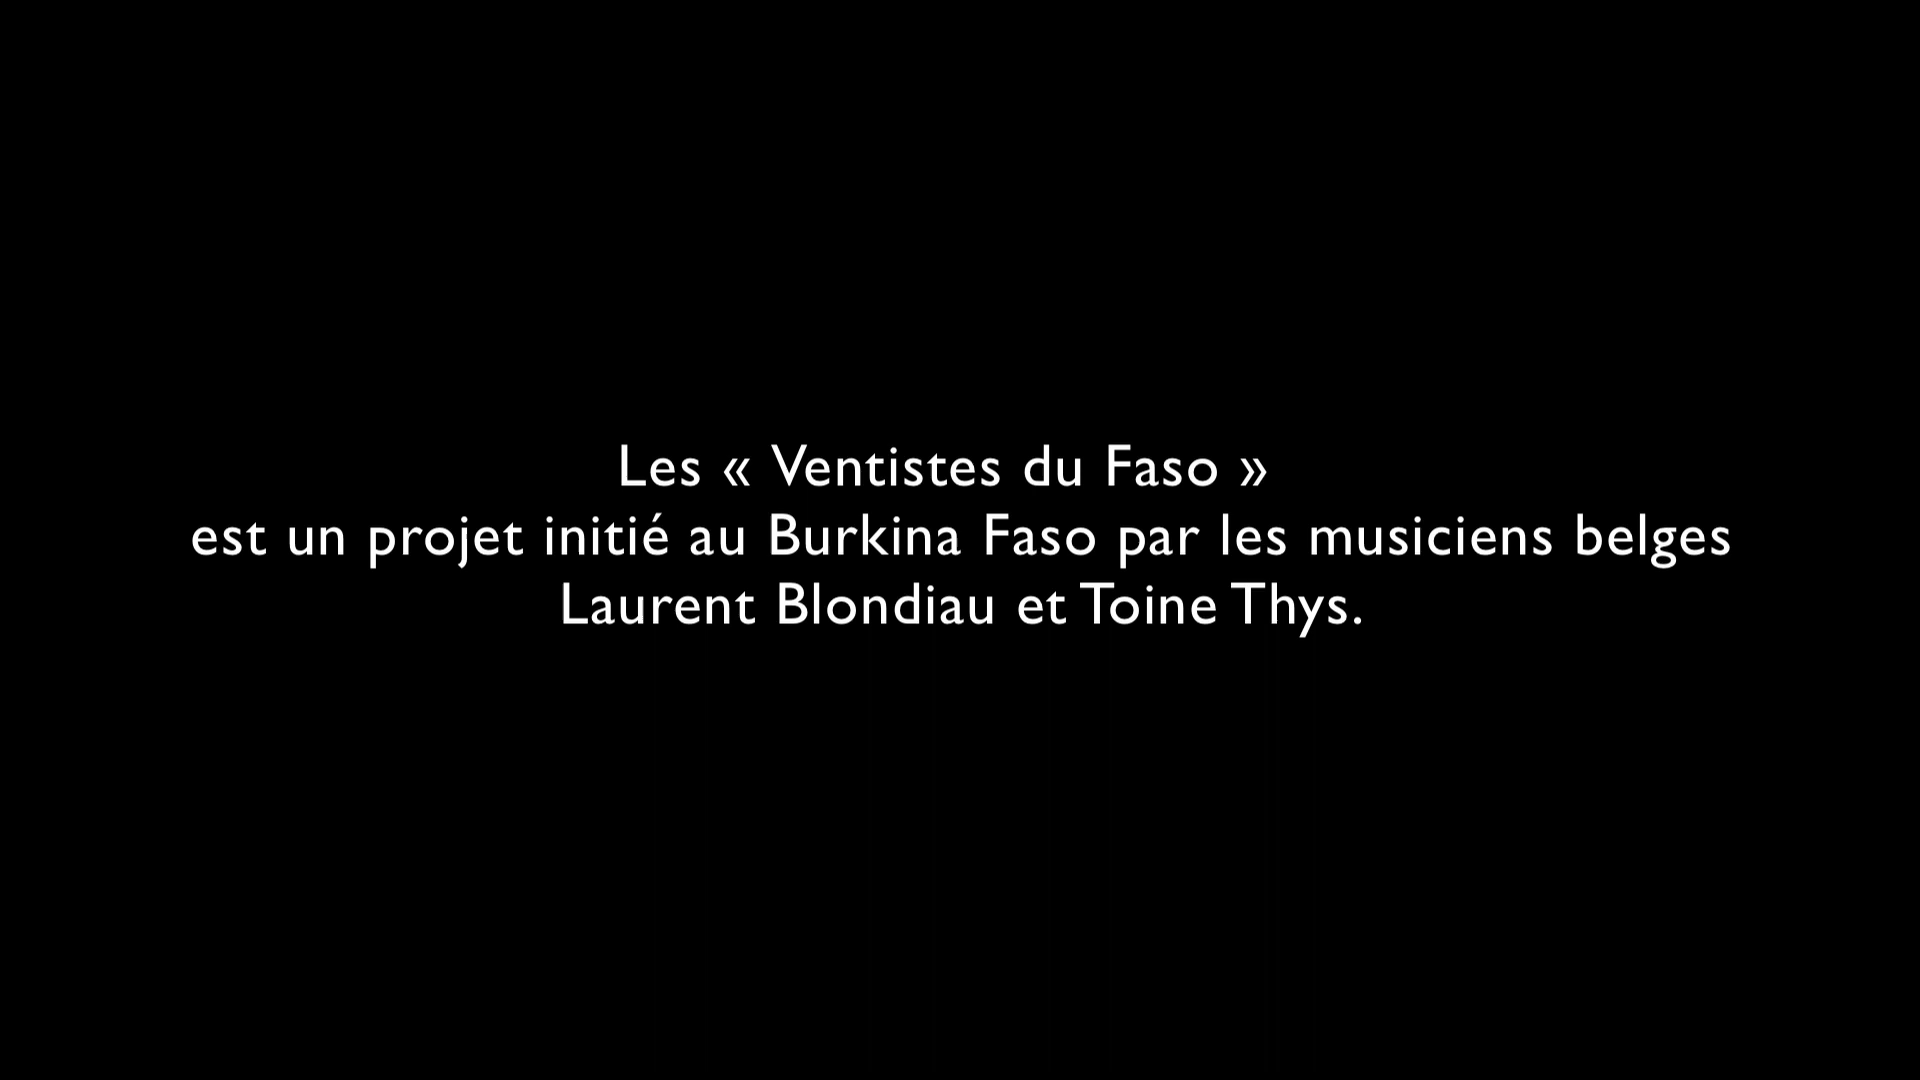 Les « Ventistes du Faso »
est un projet initié au Burkina Faso par les musiciens belges
Laurent Blondiau et Toine Thys.